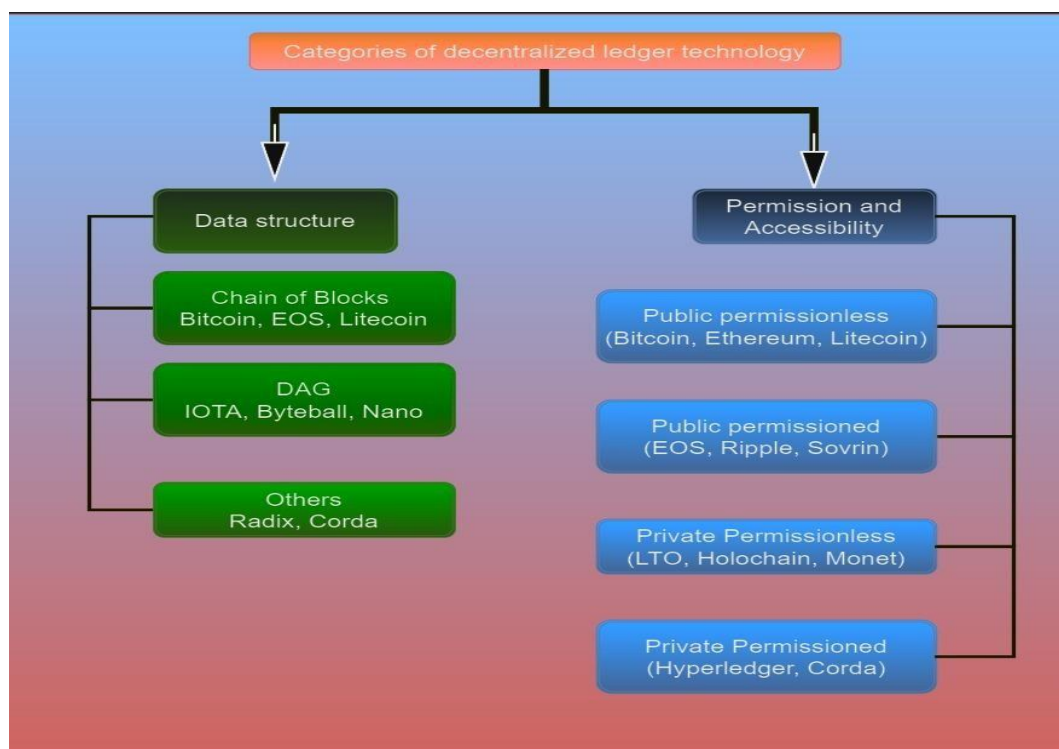 Categories of decentralized ledger technology
Data structure
Chain of Blocks
Bitcoin, EOS, Litecoin
DAG
IOTA, Byteball, Nano
Others
Radix, Corda
Permission and
Accessibility
Public permissionless
(Bitcoin, Ethereum, Litecoin)
Public permissioned
(EOS, Ripple, Sovrin)
Private Permissionless
(LTO, Holochain, Monet)
Private Permissioned
(Hyperledger, Corda)